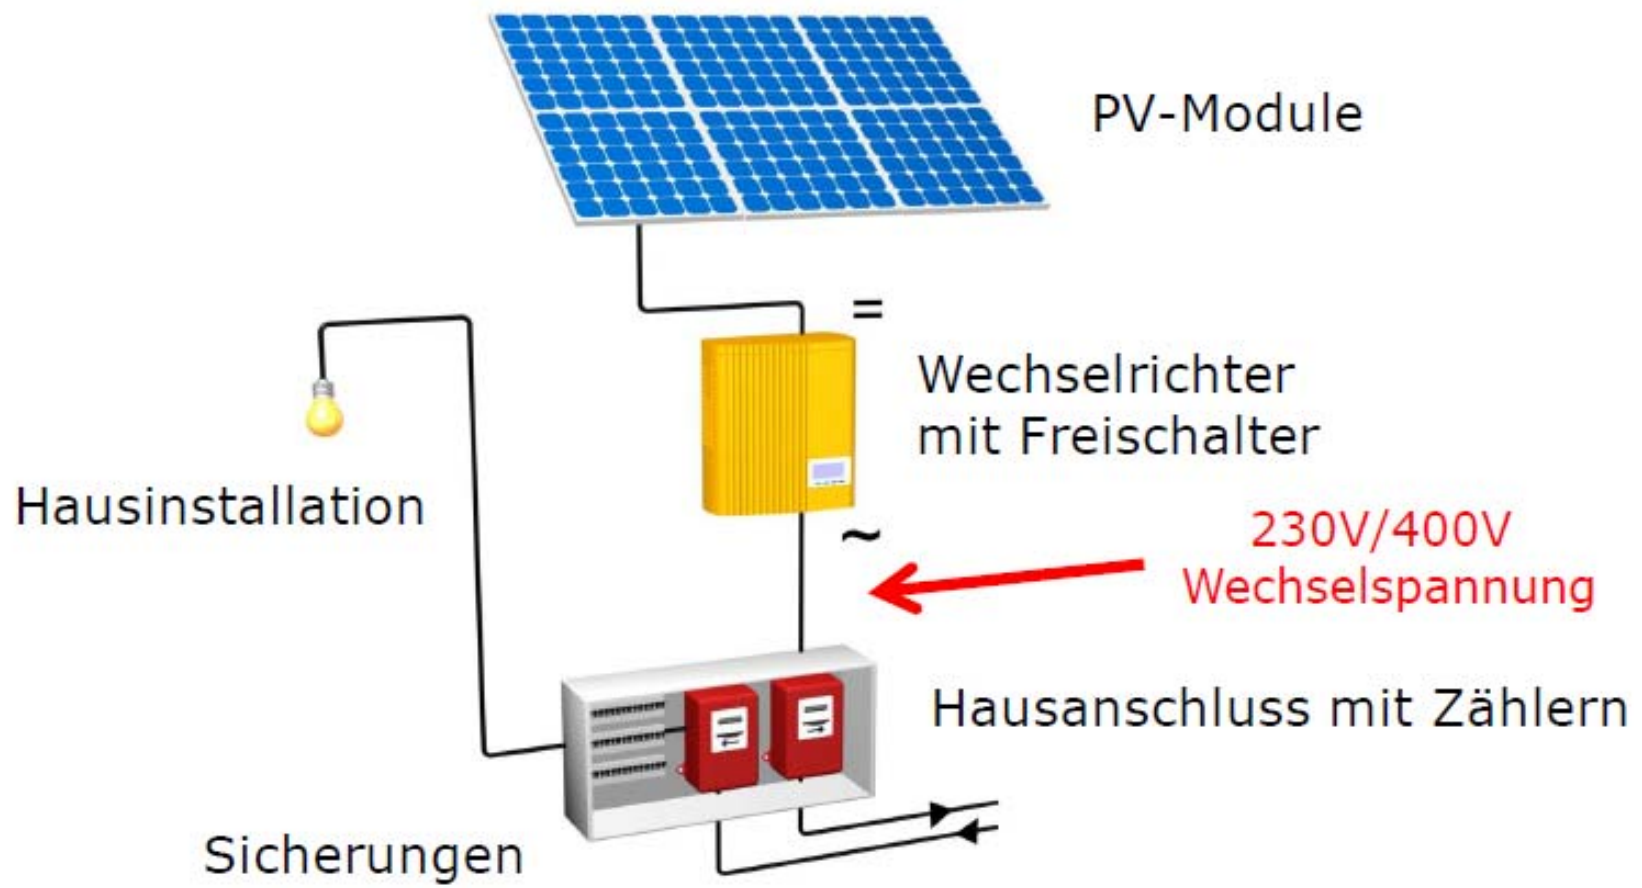 PV-Module
=
Wechselrichter
mit Freischalter
Hausinstallation
~
230V/400V
Wechselspannung
Hausanschluss mit Zählern
Sicherungen